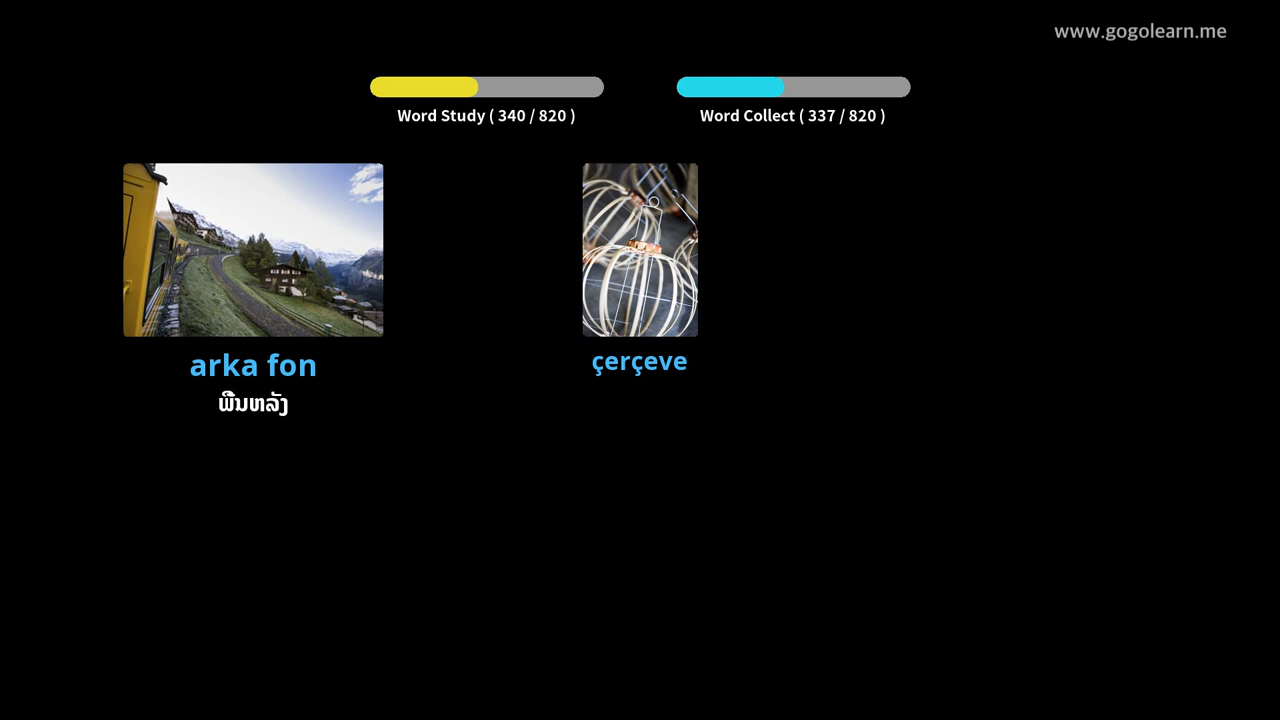 www.gogolearn.me
Word Study ( 340 / 820 )
Word Collect ( 337 / 820 )
arka fon
ພື້ນຫລັງ
çerçeve